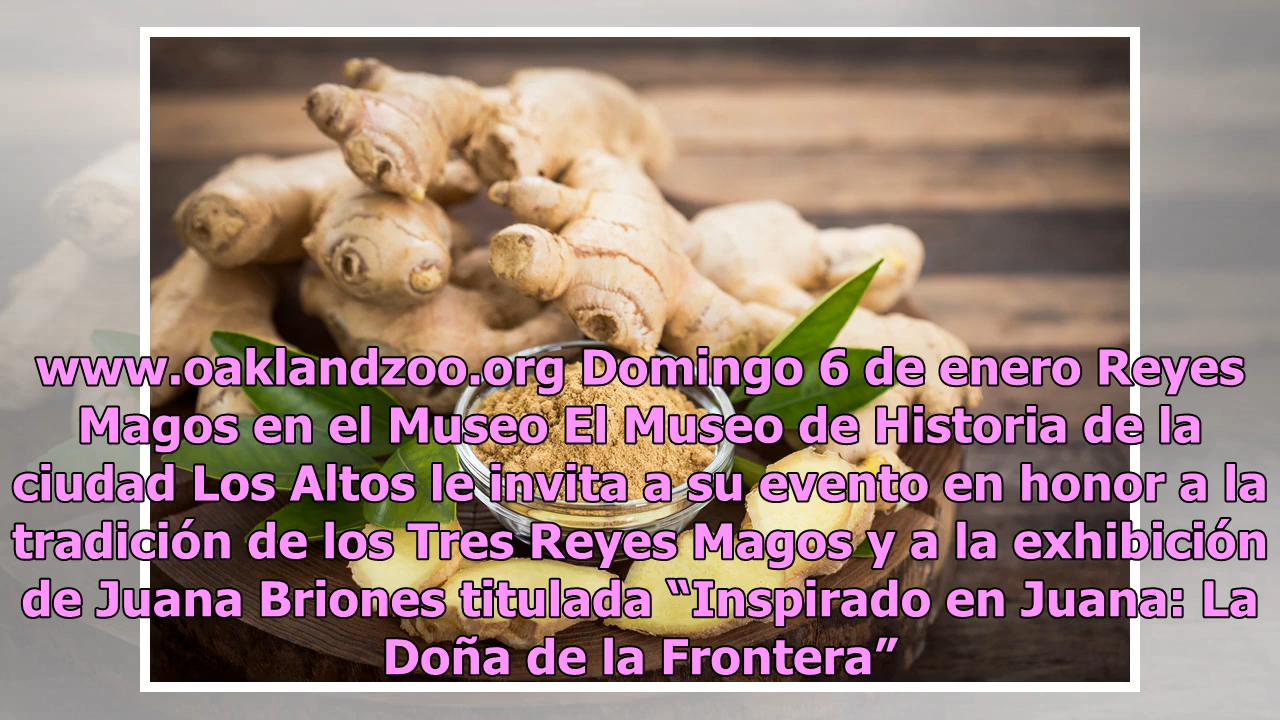 www.oaklandzoo.org Domingo 6 de enero Reyes
Magos en el Museo El Museo de Historia de la
ciudad Los Altos le invita a su evento en honor a la
tradición de los Tres Reyes Magos y a la exhibición
de Juana Briones titulada “Inspirado en Juana: La
Doña de la Frontera”